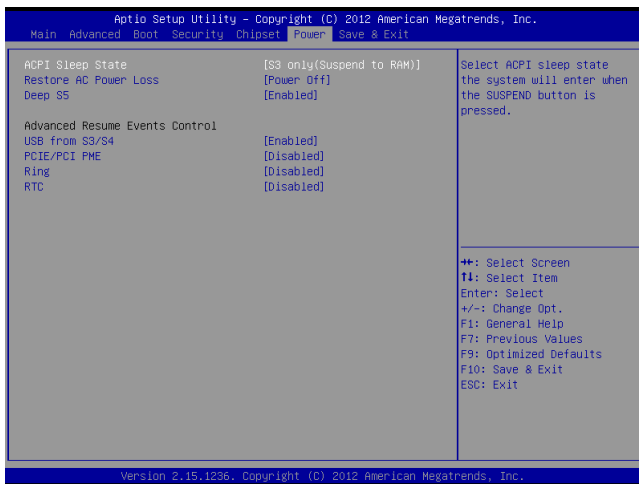 Aptio Setup Utility – Copyright (C) 2012 American Megatrends, Inc.
Main Advanced Boot Security Chipset Power Save & Exit
ACPI Sleep State [S3 only(Suspend to RAM)]
Restore AC Power Loss [Power Off]
Deep S5 [Enabled]
Advanced Resume Events Control
USB from S3/S4 [Enabled]
PCIE/PCI PME [Disabled]
Ring [Disabled]
RTC [Disabled]
Select ACPI sleep state
the system will enter when
the SUSPEND button is
pressed.
→←: Select Screen
↑↓: Select Item
Enter: Select
+/-: Change Opt.
F1: General Help
F7: Previous Values
F9: Optimized Defaults
F10: Save & Exit
ESC: Exit
Version 2.15.1236. Copyright (C) 2012 American Megatrends, Inc.